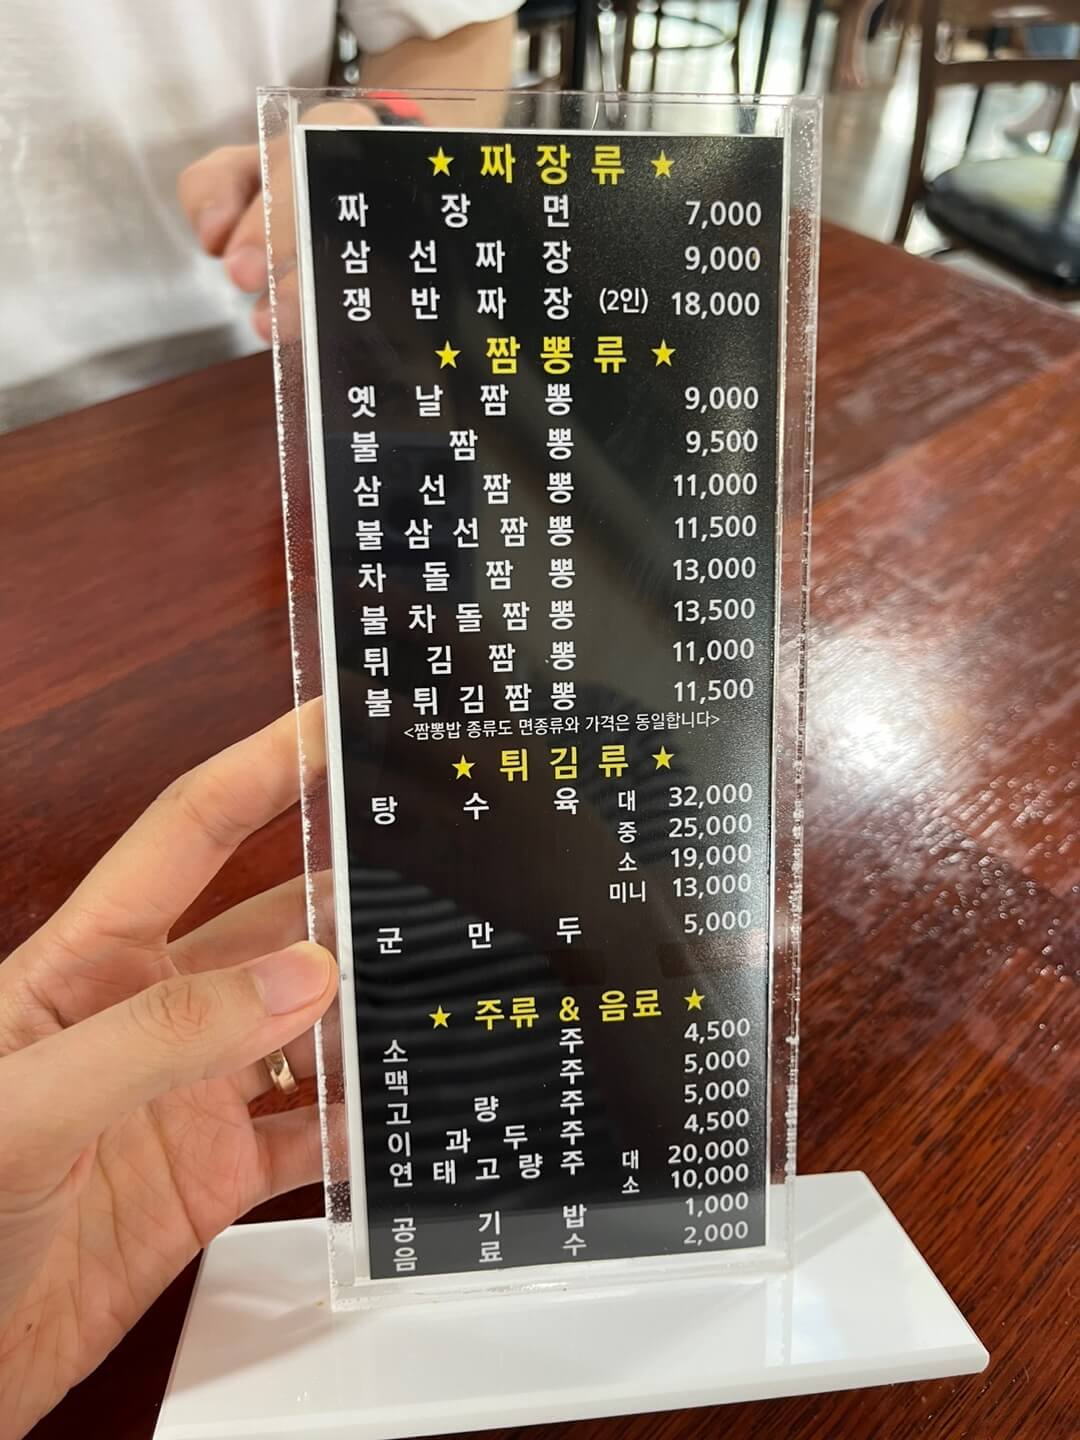 ★ 짜장류 ★
짜장면 7,000
삼선짜장 9,000
쟁반짜장 (2인) 18,000
★ 짬뽕류 ★
옛날짬뽕 9,000
불짬뽕 9,500
삼선짬뽕 11,000
불삼선짬뽕 11,500
차돌짬뽕 13,000
불차돌짬뽕 13,500
튀김짬뽕 11,000
불튀김짬뽕 11,500
<짬뽕밥 종류도 면종류와 가격은 동일합니다>
★ 튀김류 ★
탕수육 대 32,000
중 25,000
소 19,000
미니 13,000
군만두 5,000
★ 주류 & 음료 ★
소주 4,500
맥주 5,000
고량주 5,000
이과두주 4,500
연태고량주 대 20,000
소 10,000
공기밥 1,000
음료수 2,000